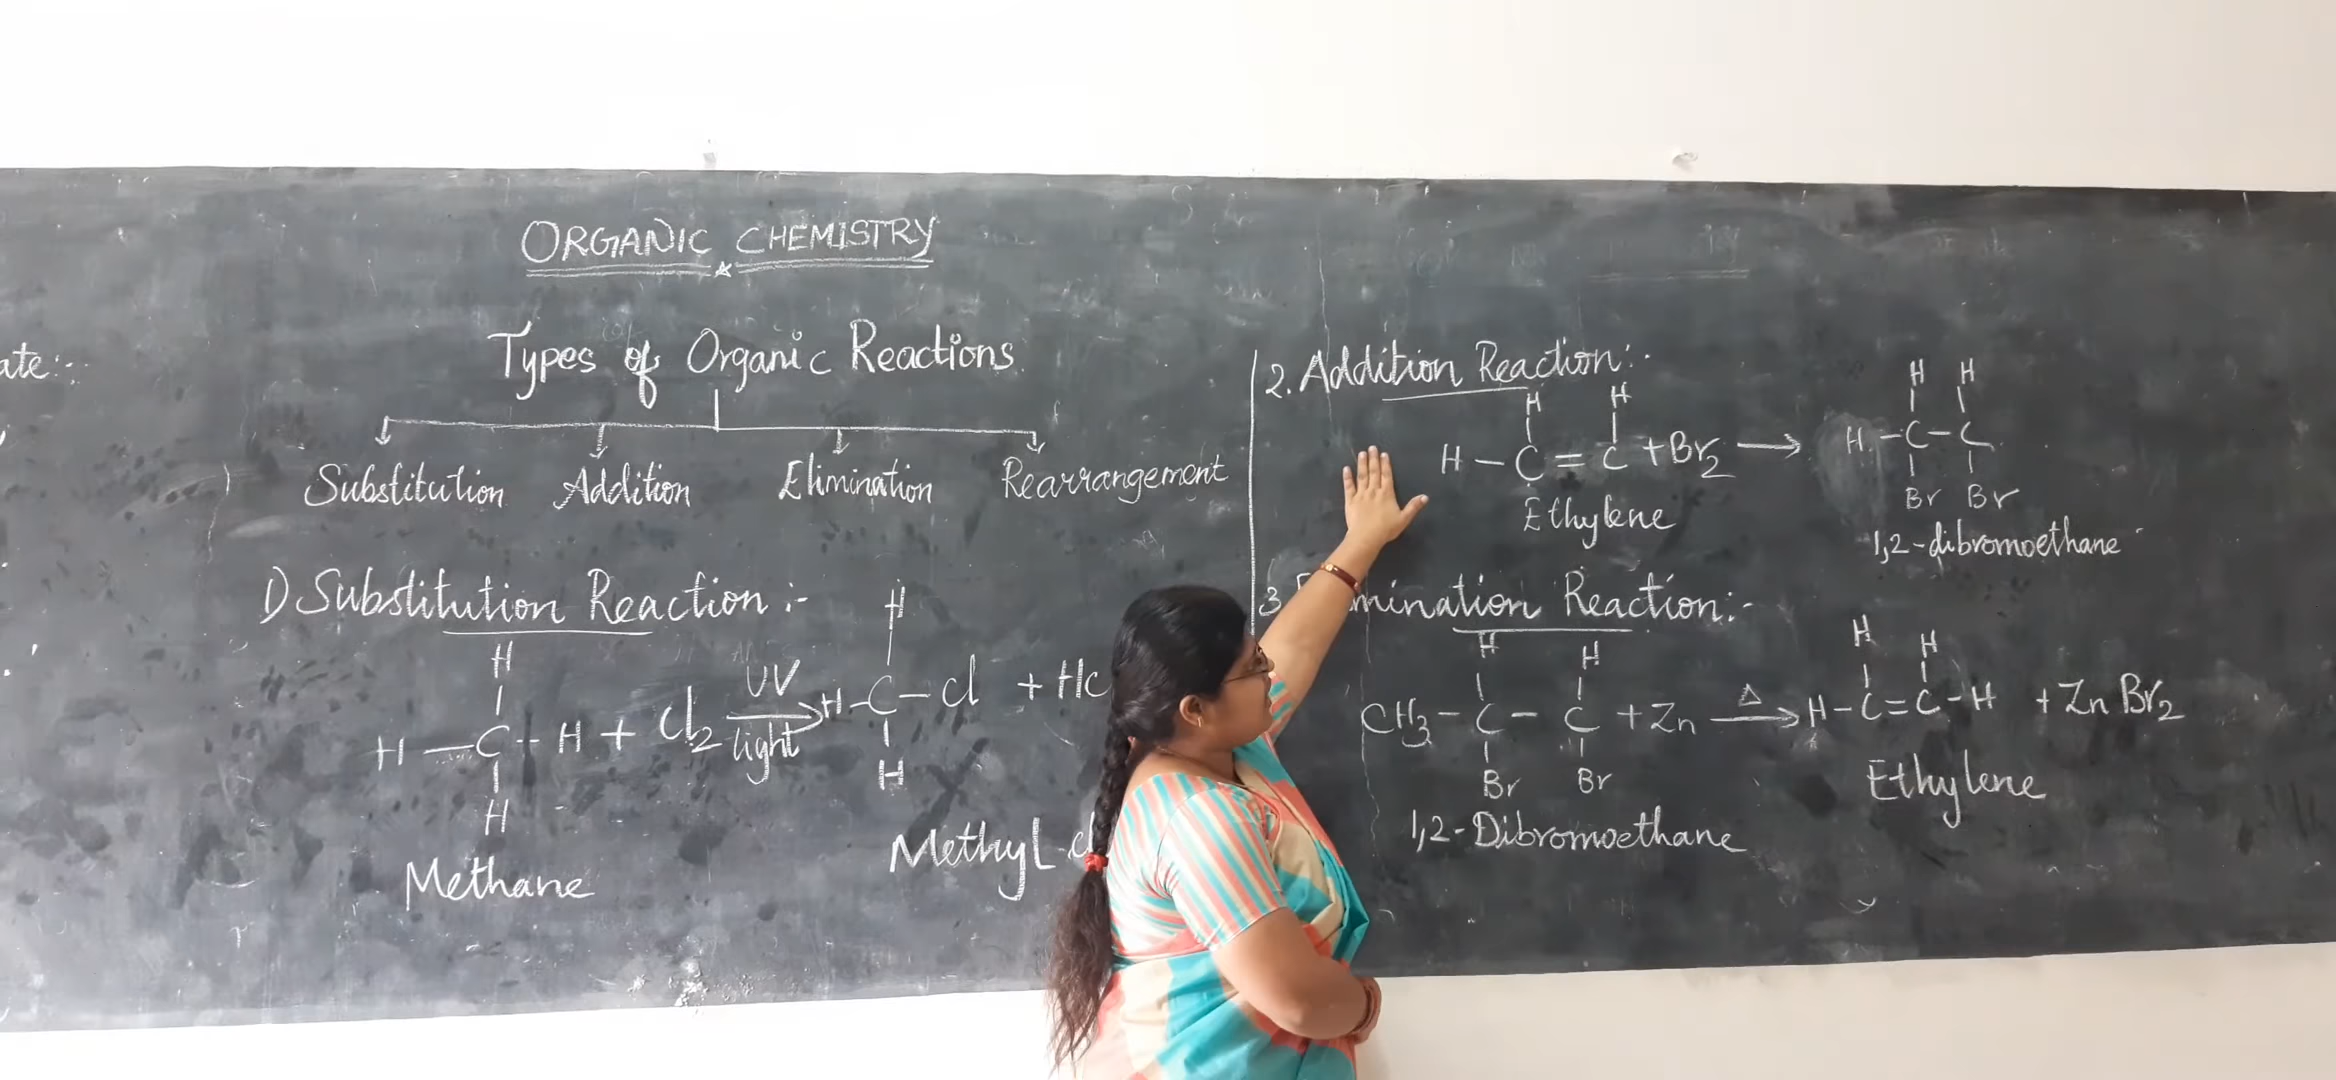 ate:-
ORGANIC CHEMISTRY
Types of Organic Reactions
Substitution Addition Elimination Rearrangement
1) Substitution Reaction :-
H H
H — C — H + Cl2 UV light → H — C — Cl + HC
H H
Methane Methyl c
2. Addition Reaction:-
H H H H
H — C = C + Br2 → H — C — C
Br Br
Ethylene 1,2-dibromoethane
3 mination Reaction:-
H H H H
CH3 — C — C + Zn Δ → H — C = C — H + Zn Br2
Br Br
1,2-Dibromoethane Ethylene